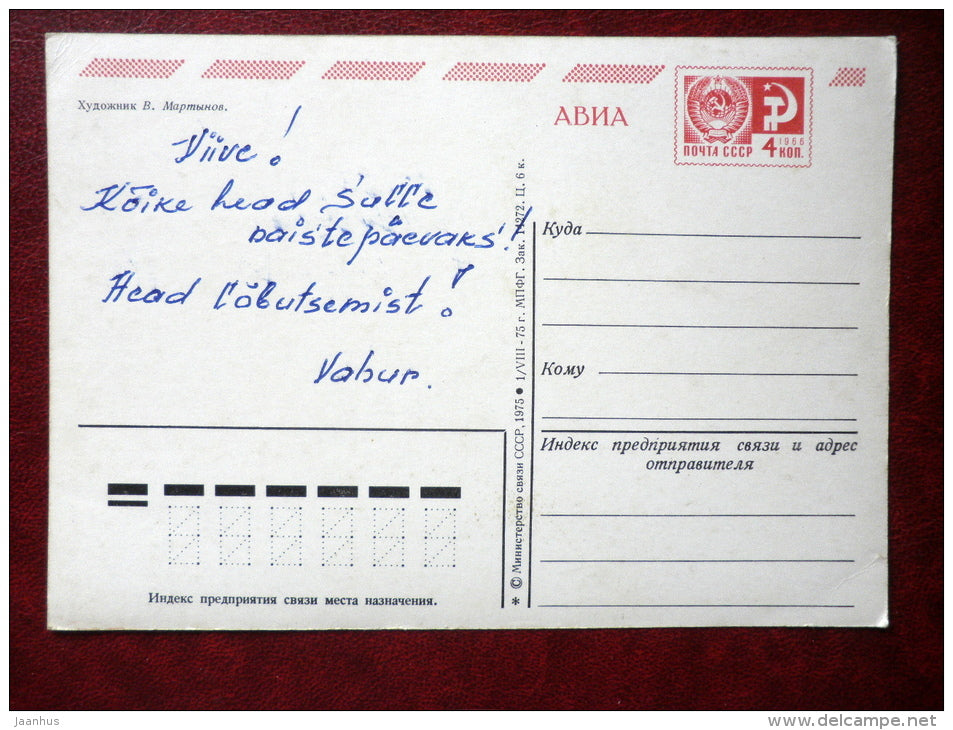 Художник В. Мартынов.
АВИА
ПОЧТА СССР
1966
4 КОП.
Viive!
Kõike head Sulle
naistepäevaks!
Head lõbutsemist!
Vahur.
Куда
Кому
Индекс предприятия связи и адрес
отправителя
Индекс предприятия связи места назначения.
* © Министерство связи СССР, 1975 ● 1/VIII - 75 г. МПФГ. Зак. 11272. Ц. 6 к.
jaanhus
www.delcampe.net